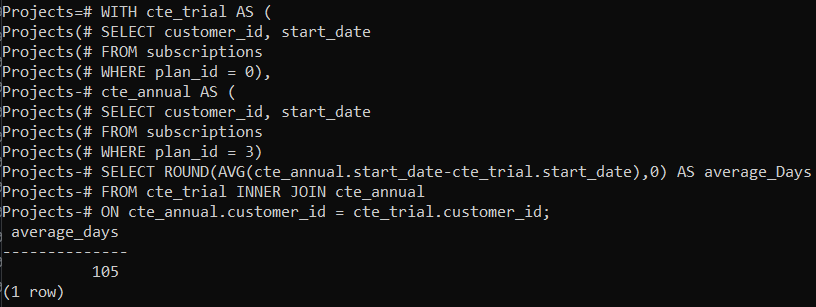 Projects=# WITH cte_trial AS (
Projects(# SELECT customer_id, start_date
Projects(# FROM subscriptions
Projects(# WHERE plan_id = 0),
Projects-# cte_annual AS (
Projects(# SELECT customer_id, start_date
Projects(# FROM subscriptions
Projects(# WHERE plan_id = 3)
Projects-# SELECT ROUND(AVG(cte_annual.start_date-cte_trial.start_date),0) AS average_Days
Projects-# FROM cte_trial INNER JOIN cte_annual
Projects-# ON cte_annual.customer_id = cte_trial.customer_id;
 average_days
--------------
          105
(1 row)